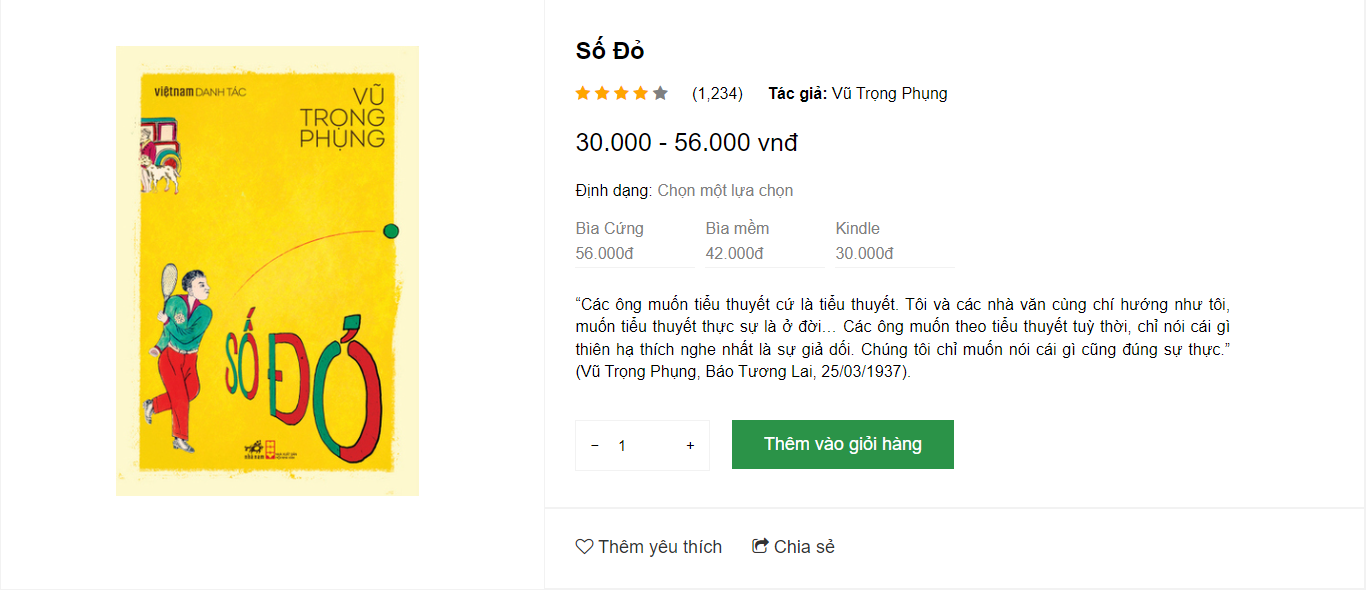 việtnam DANH TÁC
VŨ
TRỌNG
PHỤNG
SỐ ĐỎ
nhã nam
Số Đỏ
(1,234) Tác giả: Vũ Trọng Phụng
30.000 - 56.000 vnđ
Định dạng: Chọn một lựa chọn
Bìa Cứng Bìa mềm Kindle
56.000đ 42.000đ 30.000đ
“Các ông muốn tiểu thuyết cứ là tiểu thuyết. Tôi và các nhà văn cùng chí hướng như tôi,
muốn tiểu thuyết thực sự là ở đời… Các ông muốn theo tiểu thuyết tuỳ thời, chỉ nói cái gì
thiên hạ thích nghe nhất là sự giả dối. Chúng tôi chỉ muốn nói cái gì cũng đúng sự thực.”
(Vũ Trọng Phụng, Báo Tương Lai, 25/03/1937).
− 1 + Thêm vào giỏi hàng
Thêm yêu thích Chia sẻ